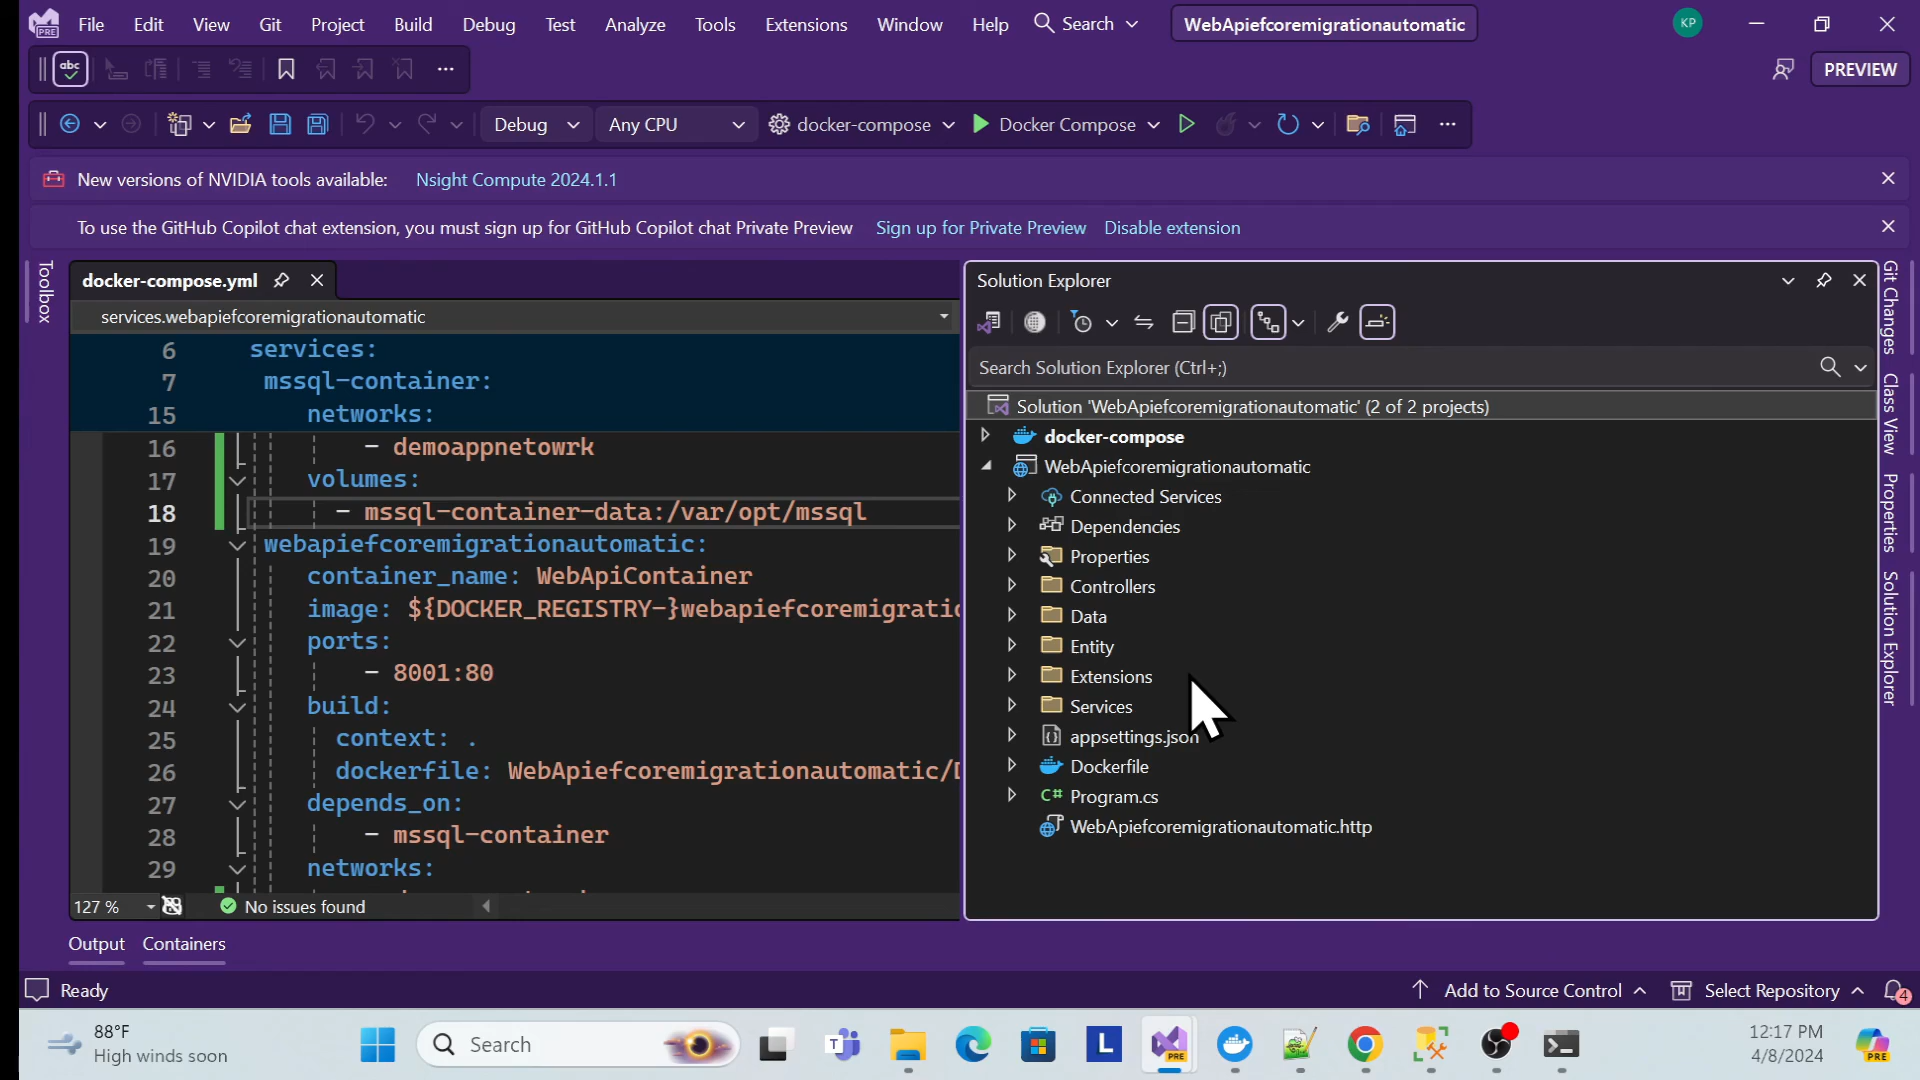 File Edit View Git Project Build Debug Test Analyze Tools Extensions Window Help Search WebApiefcoremigrationautomatic KP
PRE
abc
PREVIEW
Debug Any CPU docker-compose Docker Compose
New versions of NVIDIA tools available: Nsight Compute 2024.1.1
To use the GitHub Copilot chat extension, you must sign up for GitHub Copilot chat Private Preview Sign up for Private Preview Disable extension
Toolbox
docker-compose.yml
services.webapiefcoremigrationautomatic
6 services:
7 mssql-container:
15 networks:
16 - demoappnetowrk
17 volumes:
18 - mssql-container-data:/var/opt/mssql
19 webapiefcoremigrationautomatic:
20 container_name: WebApiContainer
21 image: ${DOCKER_REGISTRY-}webapiefcoremigratio
22 ports:
23 - 8001:80
24 build:
25 context: .
26 dockerfile: WebApiefcoremigrationautomatic/D
27 depends_on:
28 - mssql-container
29 networks:
127 %
No issues found
Solution Explorer
Search Solution Explorer (Ctrl+;)
Solution 'WebApiefcoremigrationautomatic' (2 of 2 projects)
docker-compose
WebApiefcoremigrationautomatic
Connected Services
Dependencies
Properties
Controllers
Data
Entity
Extensions
Services
appsettings.json
Dockerfile
C# Program.cs
WebApiefcoremigrationautomatic.http
Git Changes
Class View
Properties
Solution Explorer
Output Containers
Ready
Add to Source Control
Select Repository
4
88°F
High winds soon
Search
T
L
PRE
12:17 PM
4/8/2024
PRE